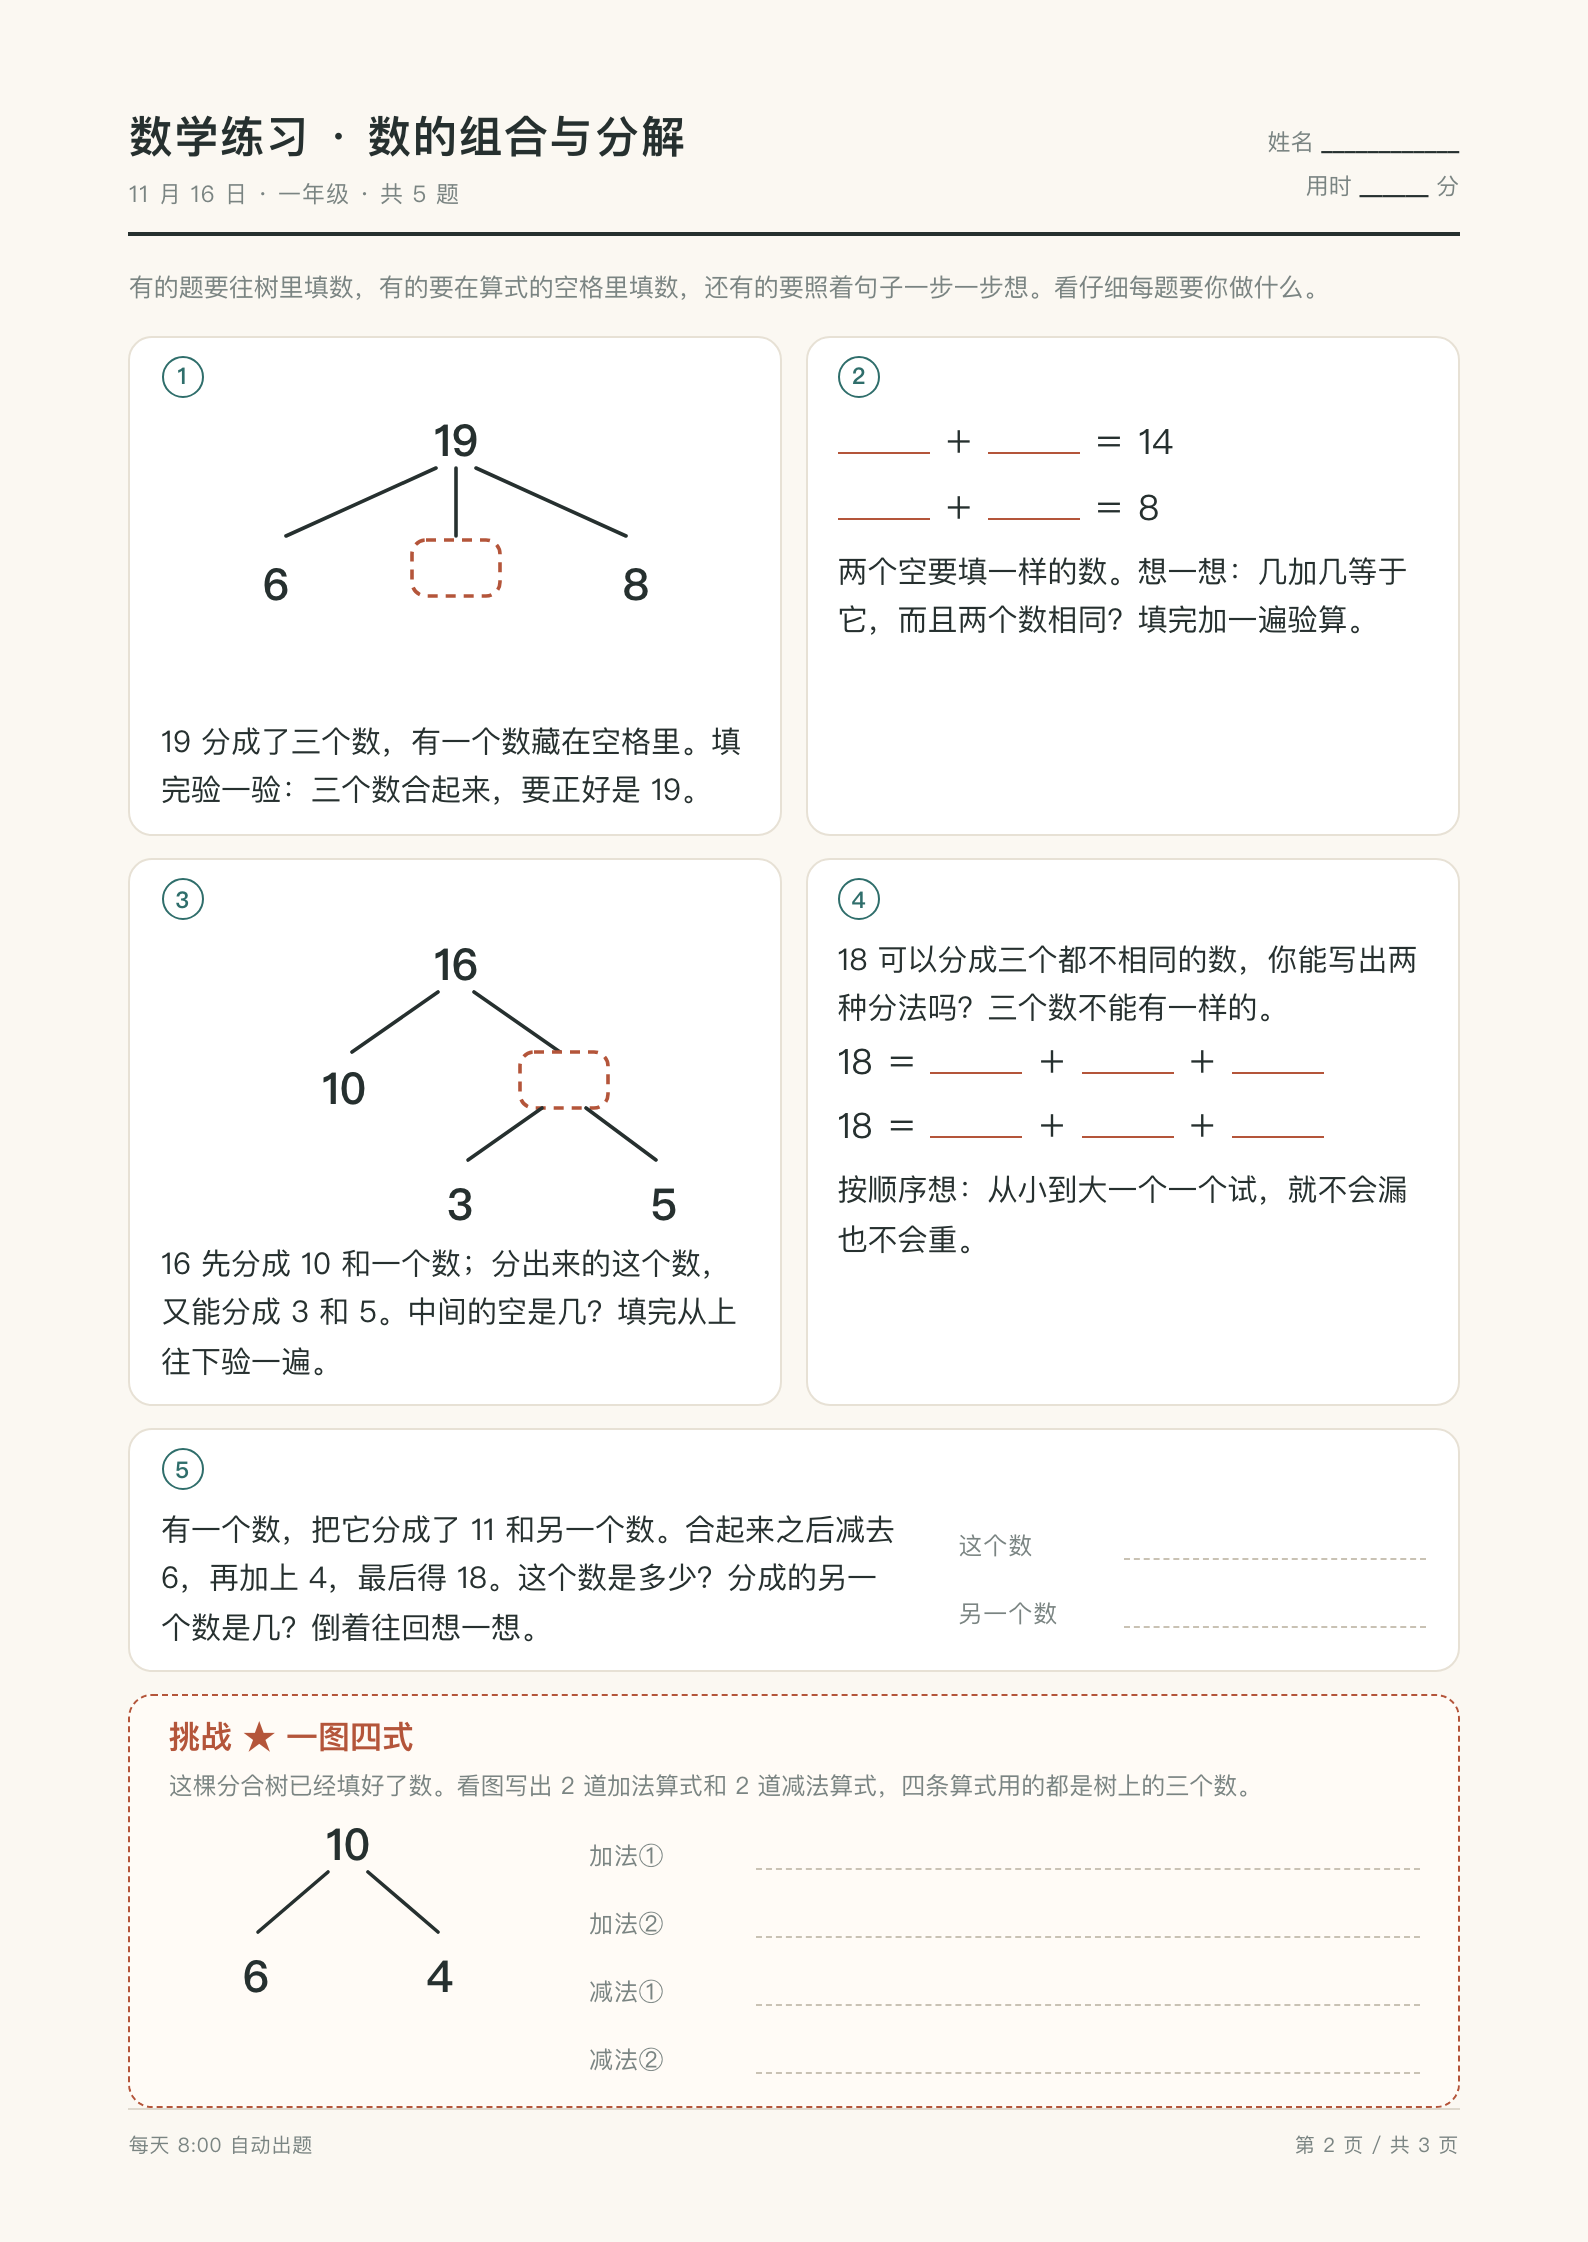 数学练习 · 数的组合与分解
11 月 16 日 · 一年级 · 共 5 题
姓名 ____________
用时 ______ 分
有的题要往树里填数，有的要在算式的空格里填数，还有的要照着句子一步一步想。看仔细每题要你做什么。
1
19
6 8
19 分成了三个数，有一个数藏在空格里。填
完验一验：三个数合起来，要正好是 19。
2
____ + ____ = 14
____ + ____ = 8
两个空要填一样的数。想一想：几加几等于
它，而且两个数相同？填完加一遍验算。
3
16
10
3 5
16 先分成 10 和一个数；分出来的这个数，
又能分成 3 和 5。中间的空是几？填完从上
往下验一遍。
4
18 可以分成三个都不相同的数，你能写出两
种分法吗？三个数不能有一样的。
18 = ____ + ____ + ____
18 = ____ + ____ + ____
按顺序想：从小到大一个一个试，就不会漏
也不会重。
5
有一个数，把它分成了 11 和另一个数。合起来之后减去
6，再加上 4，最后得 18。这个数是多少？分成的另一
个数是几？倒着往回想一想。
这个数
另一个数
挑战 ★ 一图四式
这棵分合树已经填好了数。看图写出 2 道加法算式和 2 道减法算式，四条算式用的都是树上的三个数。
10
6 4
加法①
加法②
减法①
减法②
每天 8:00 自动出题
第 2 页 / 共 3 页